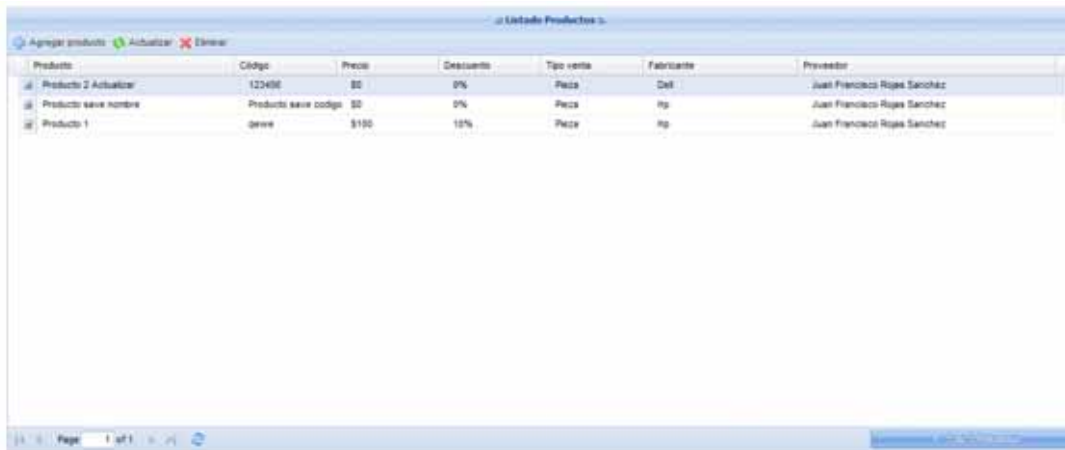 .:: Listado Productos ::.
Agregar producto Actualizar Eliminar
Producto Código Precio Descuento Tipo venta Fabricante Proveedor
Producto 2 Actualizar 123456 $0 0% Pieza Dell Juan Francisco Rojas Sanchez
Producto save nombre Producto save codigo $0 0% Pieza Hp Juan Francisco Rojas Sanchez
Producto 1 $100 10% Pieza Hp Juan Francisco Rojas Sanchez
Page 1 of 1